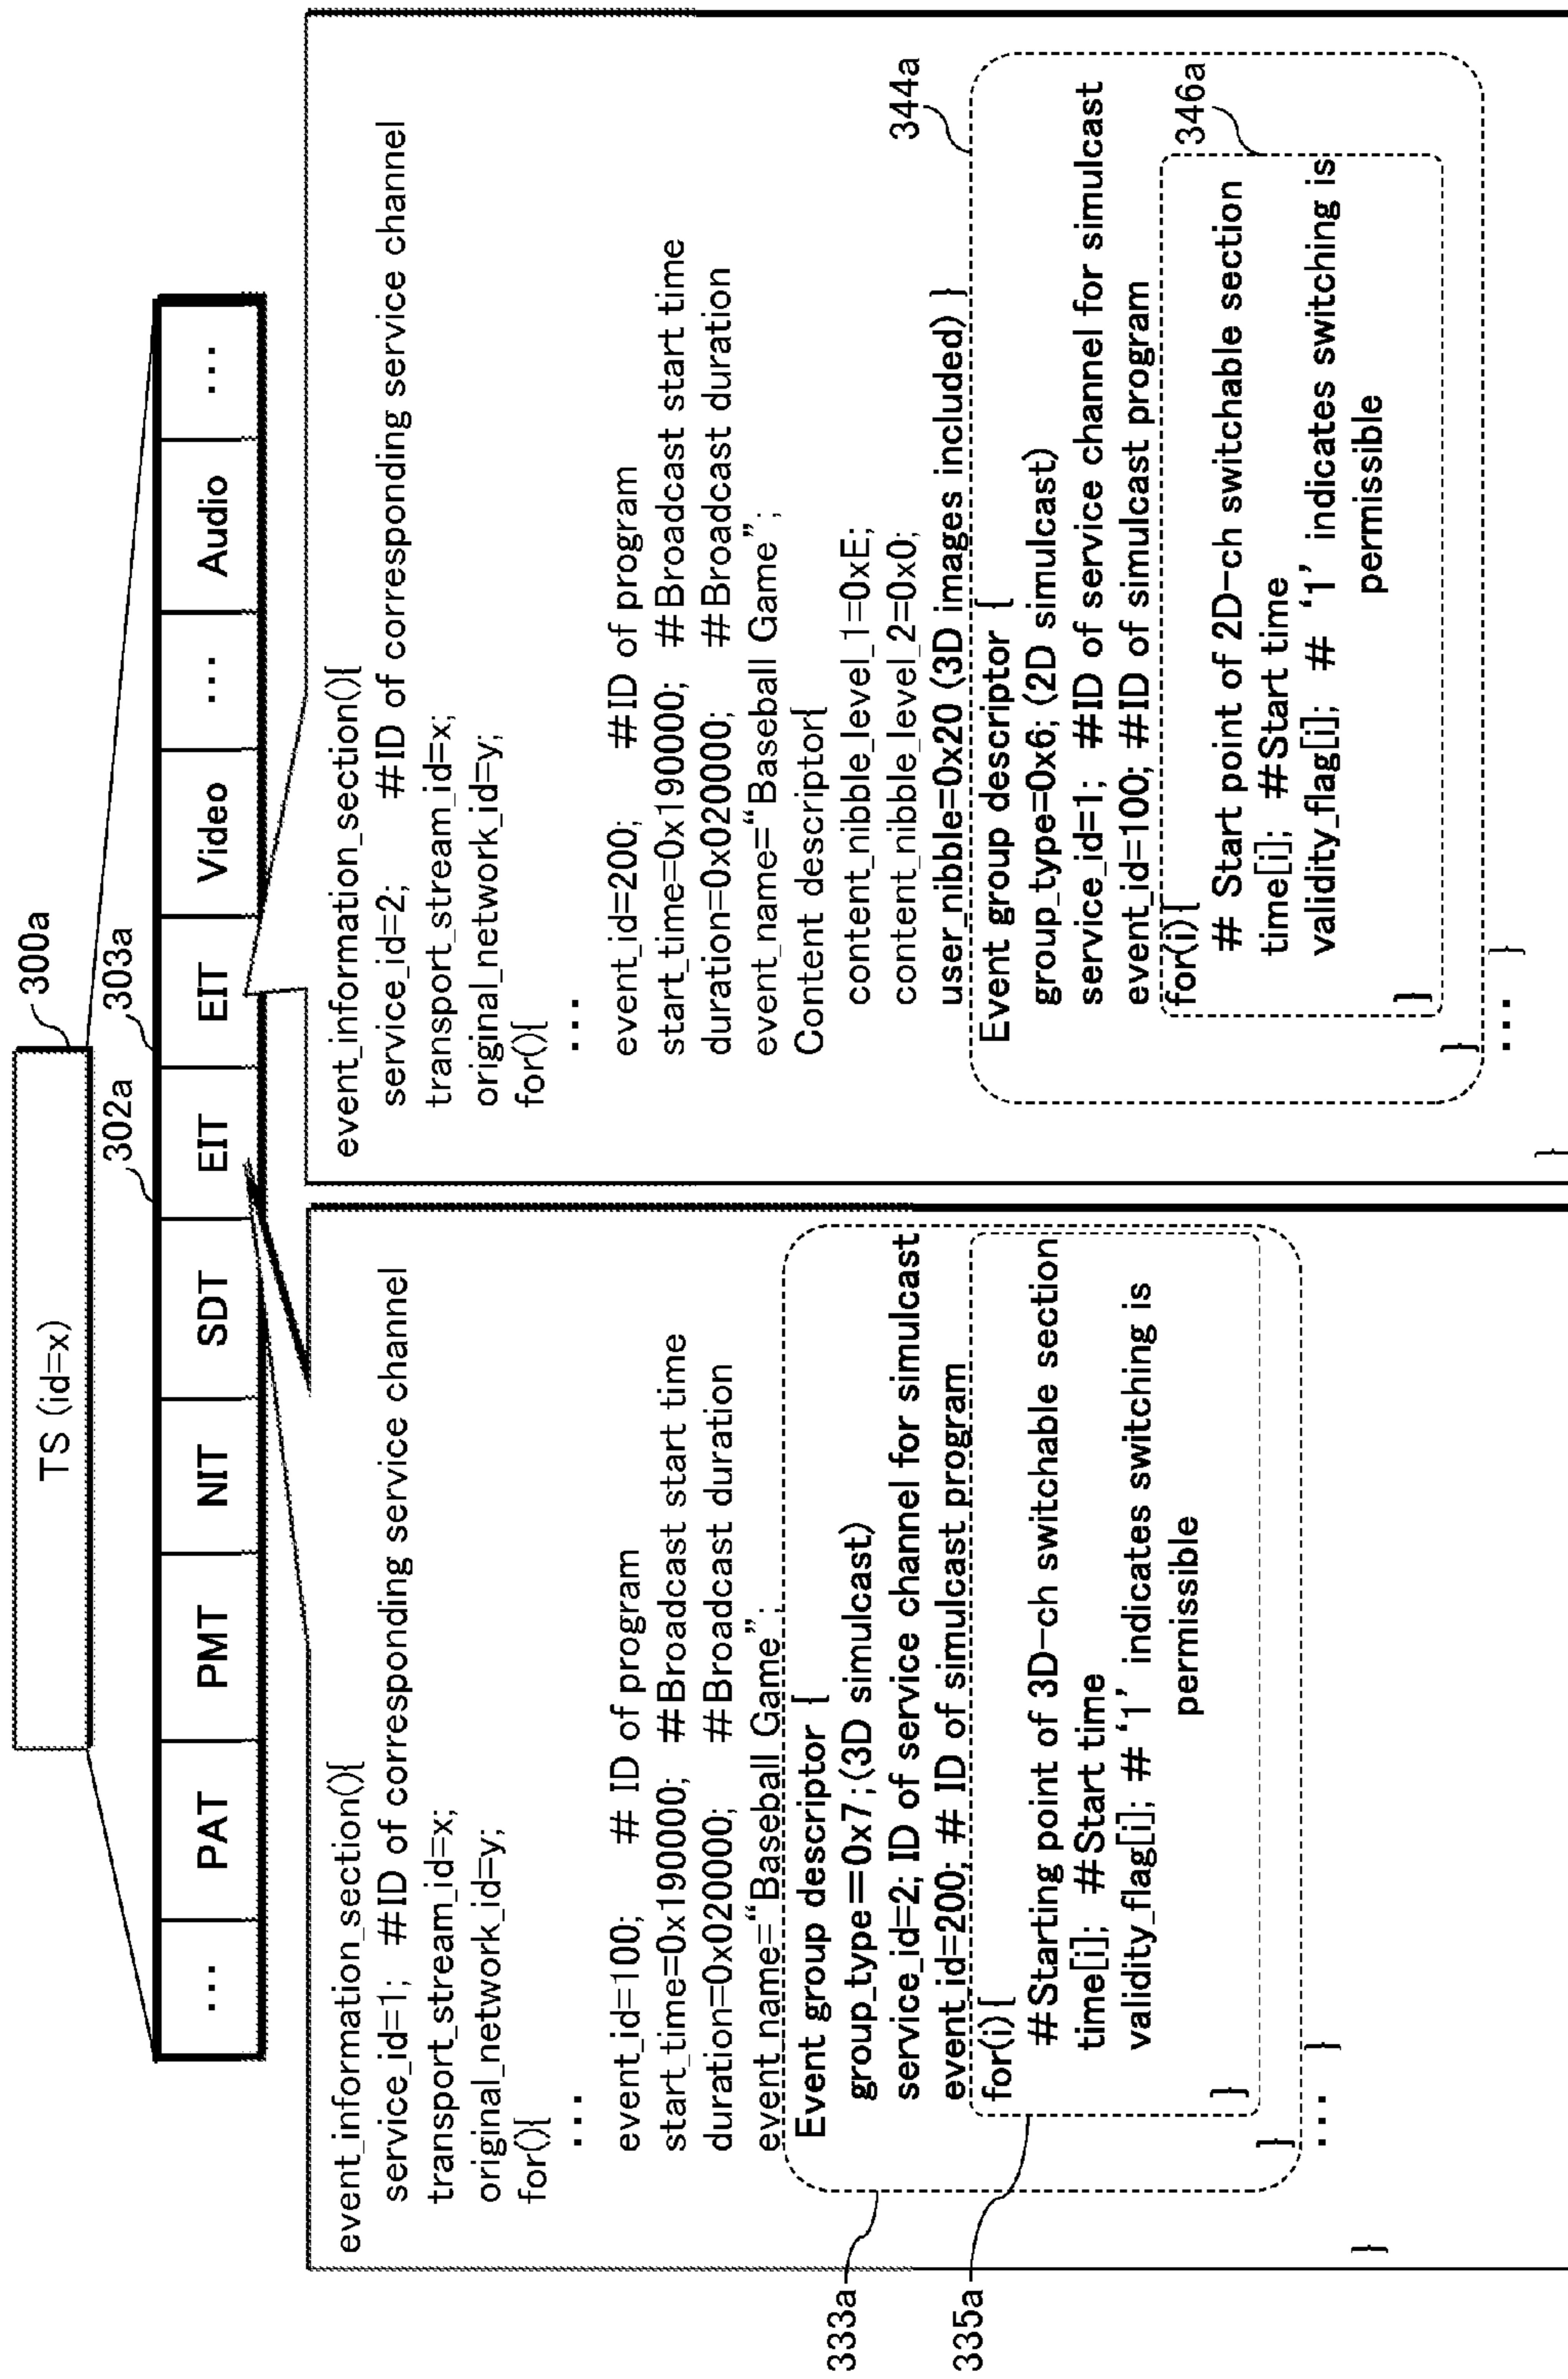 TS (id=x)
300a
302a
303a
...
PAT
PMT
NIT
SDT
EIT
EIT
Video
...
Audio
...
event_information_section(){
service_id=1; #ID of corresponding service channel
transport_stream_id=x;
original_network_id=y;
for(){
...
event_id=100; # ID of program
start_time=0x190000; #Broadcast start time
duration=0x020000; #Broadcast duration
event_name=“Baseball Game”;
Event group descriptor {
group_type==0x7;(3D simulcast)
service_id=2; ID of service channel for simulcast
event_id=200; # ID of simulcast program
for(i){
#Starting point of 3D-ch switchable section
time[i]; #Start time
validity_flag[i]; # ‘1’ indicates switching is
permissible
}
}
... }
}
333a
335a
event_information_section(){
service_id=2; #ID of corresponding service channel
transport_stream_id=x;
original_network_id=y;
for(){
...
event_id=200; #ID of program
start_time=0x190000; #Broadcast start time
duration=0x020000; #Broadcast duration
event_name=“Baseball Game”;
Content descriptor{
content_nibble_level_1=0xE;
content_nibble_level_2=0x0;
user_nibble=0x20 (3D images included) }
Event group descriptor {
group_type=0x6; (2D simulcast)
service_id=1; #ID of service channel for simulcast
event_id=100; #ID of simulcast program
for(i){
# Start point of 2D-ch switchable section
time[i]; #Start time
validity_flag[i]; # ‘1’ indicates switching is
permissible
}
}
... }
}
344a
346a